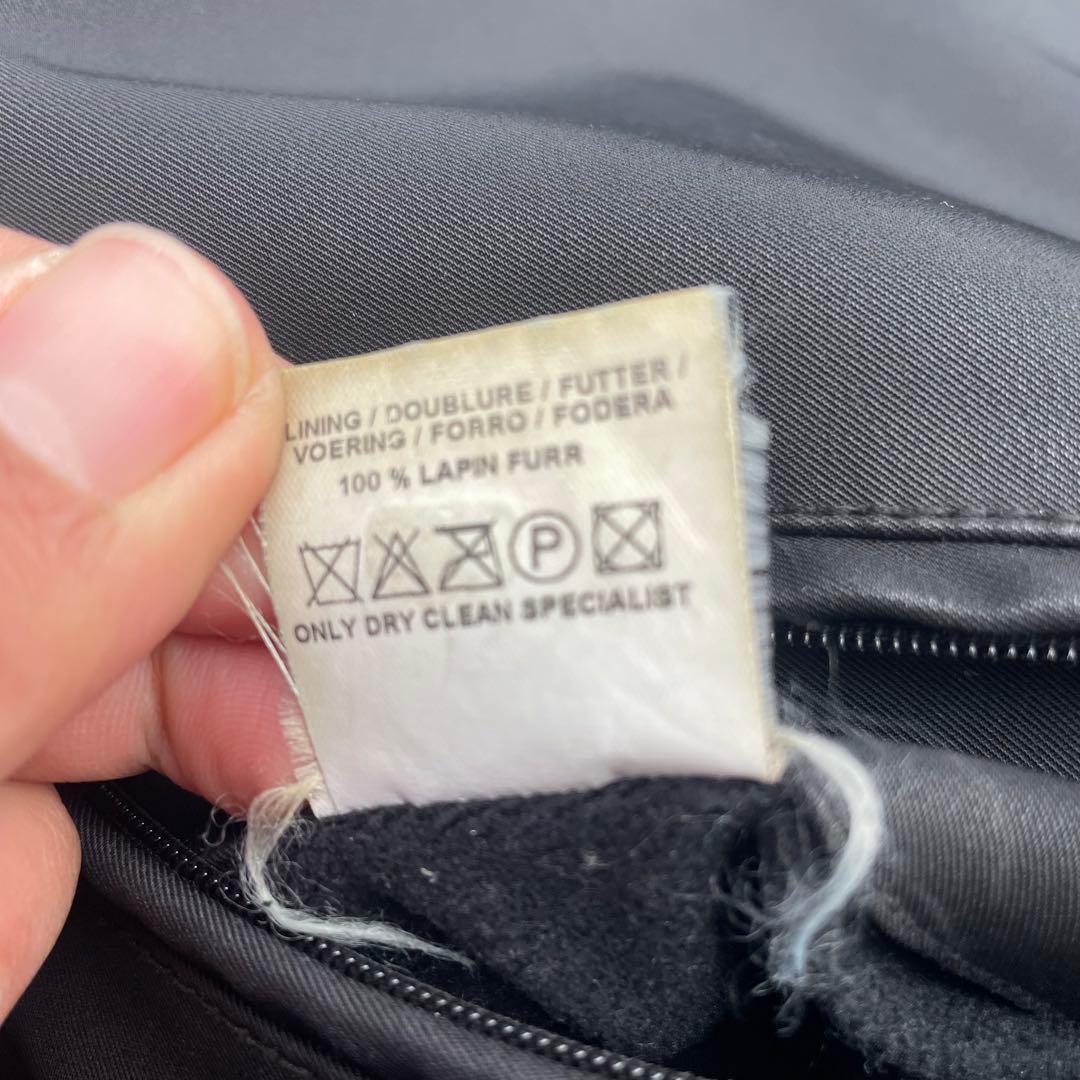 LINING / DOUBLURE / FUTTER /
VOERING / FORRO / FODERA
100 % LAPIN FURR
P
ONLY DRY CLEAN SPECIALIST